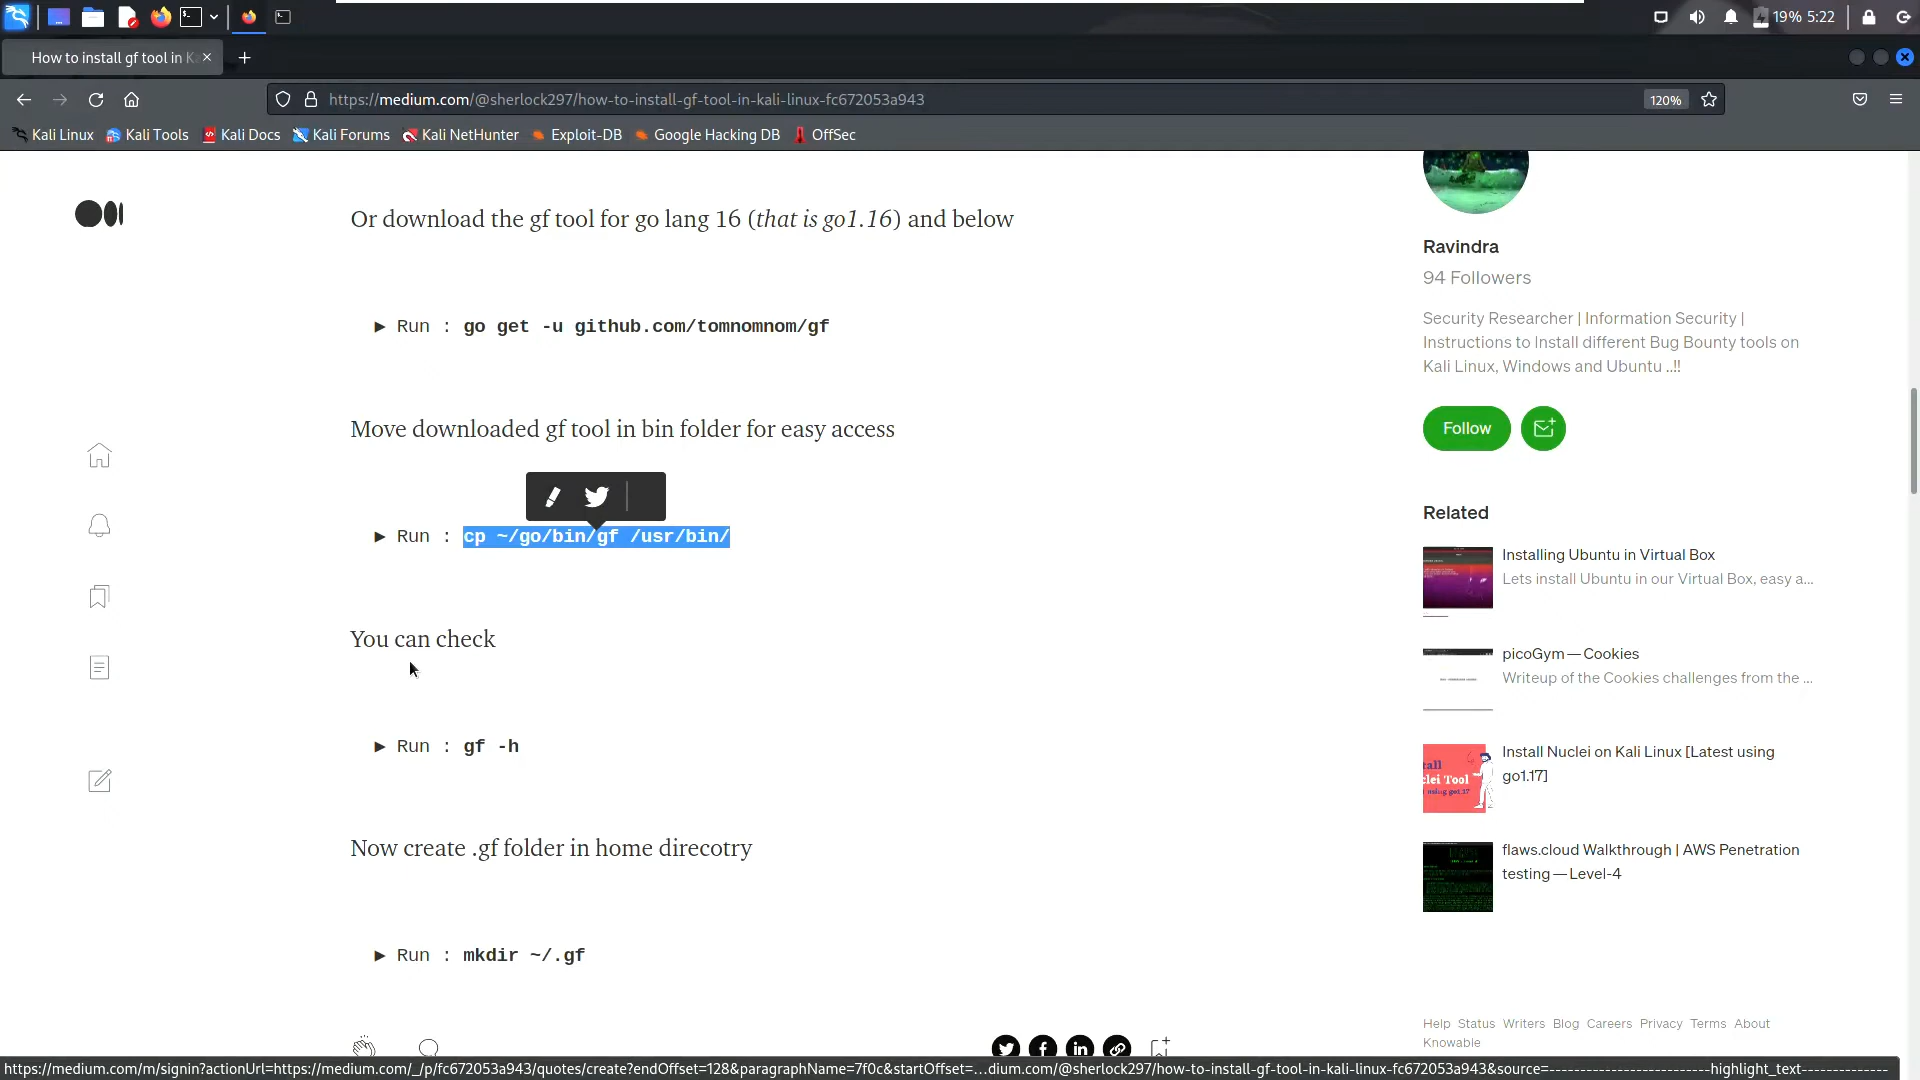 19% 5:22
How to install gf tool in Ka
https://medium.com/@sherlock297/how-to-install-gf-tool-in-kali-linux-fc672053a943
120%
Kali Linux Kali Tools Kali Docs Kali Forums Kali NetHunter Exploit-DB Google Hacking DB OffSec
Or download the gf tool for go lang 16 (that is go1.16) and below
▶ Run : go get -u github.com/tomnomnom/gf
Move downloaded gf tool in bin folder for easy access
▶ Run : cp ~/go/bin/gf /usr/bin/
You can check
▶ Run : gf -h
Now create .gf folder in home direcotry
▶ Run : mkdir ~/.gf
Ravindra
94 Followers
Security Researcher | Information Security |
Instructions to Install different Bug Bounty tools on
Kali Linux, Windows and Ubuntu ..!!
Follow
Related
Installing Ubuntu in Virtual Box
Lets install Ubuntu in our Virtual Box, easy a...
picoGym — Cookies
Writeup of the Cookies challenges from the ...
Install Nuclei on Kali Linux [Latest using
go1.17]
tall
clei Tool
using go1.17
flaws.cloud Walkthrough | AWS Penetration
testing — Level-4
Help Status Writers Blog Careers Privacy Terms About
Knowable
https://medium.com/m/signin?actionUrl=https://medium.com/_/p/fc672053a943/quotes/create?endOffset=128&paragraphName=7f0c&startOffset=…dium.com/@sherlock297/how-to-install-gf-tool-in-kali-linux-fc672053a943&source=--------------------------highlight_text--------------